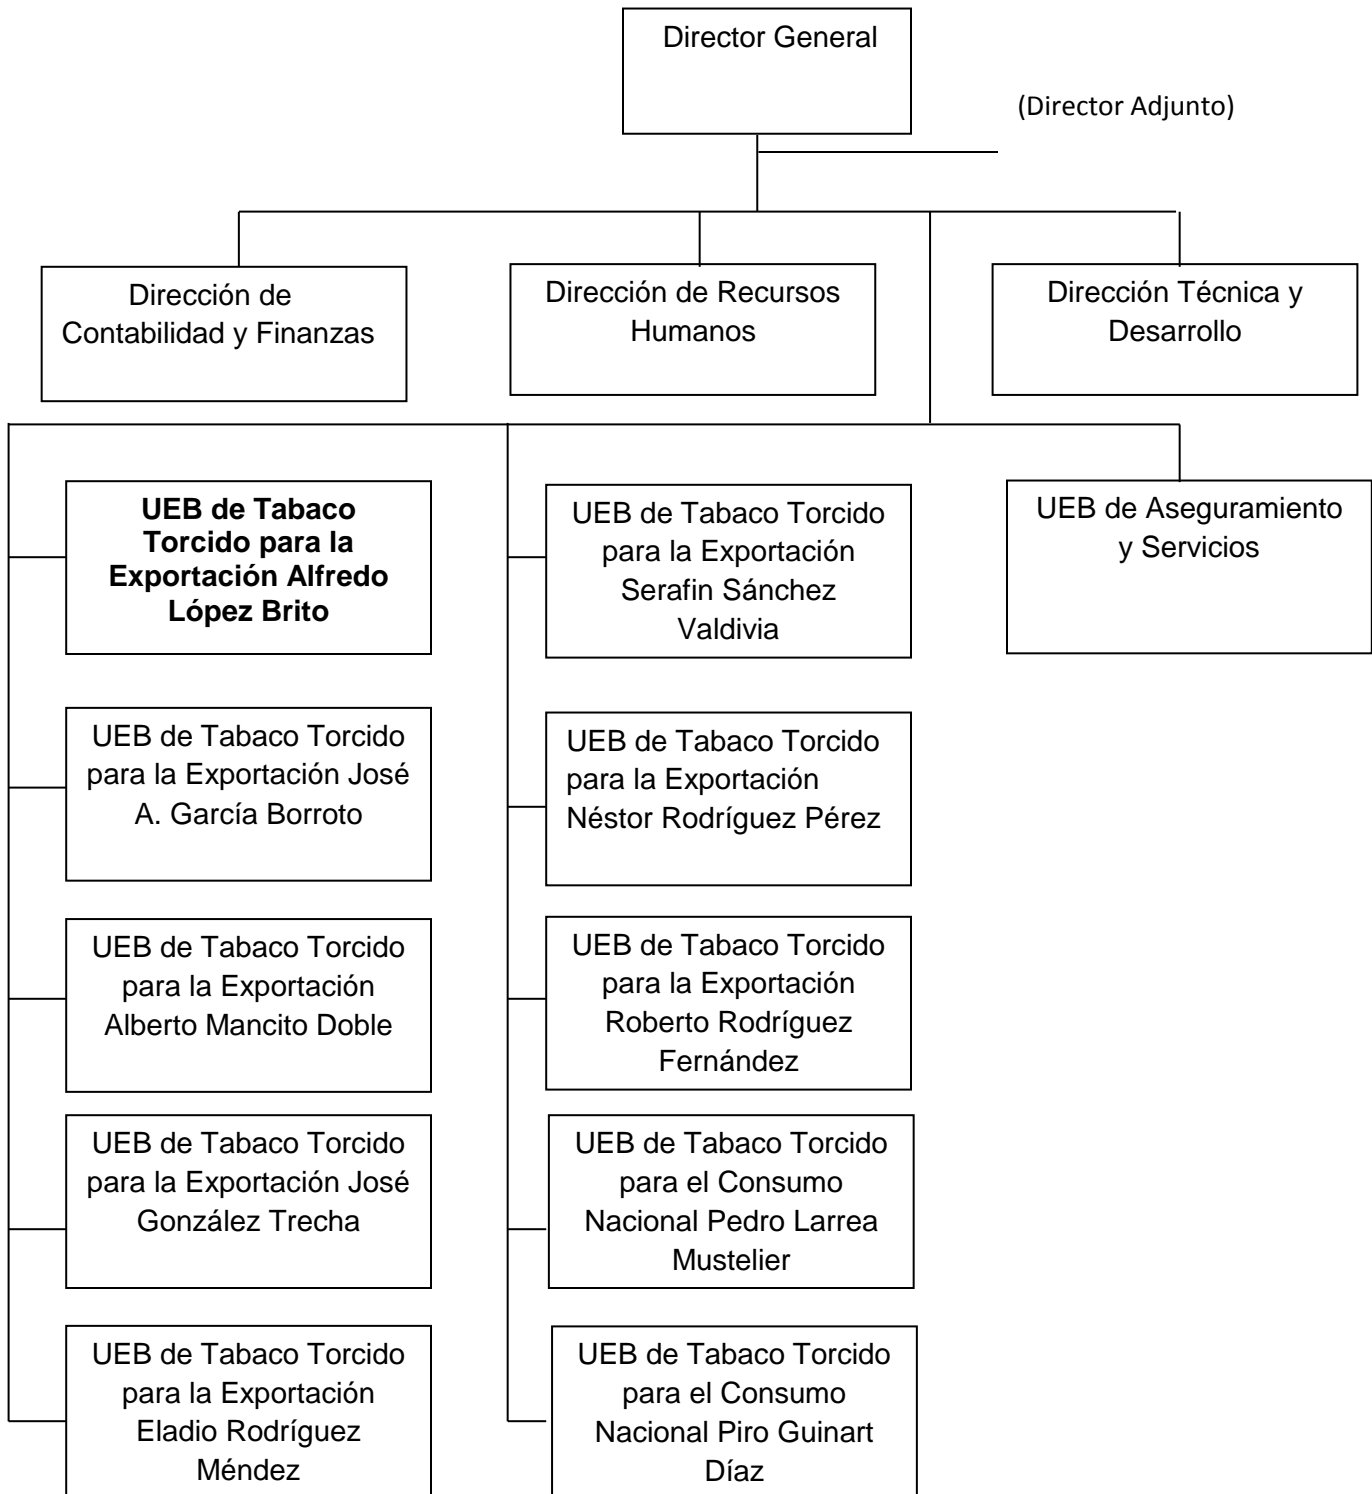 Director General
(Director Adjunto)
Dirección de
Contabilidad y Finanzas
Dirección de Recursos
Humanos
Dirección Técnica y
Desarrollo
UEB de Tabaco
Torcido para la
Exportación Alfredo
López Brito
UEB de Tabaco Torcido
para la Exportación
Serafin Sánchez
Valdivia
UEB de Aseguramiento
y Servicios
UEB de Tabaco Torcido
para la Exportación José
A. García Borroto
UEB de Tabaco Torcido
para la Exportación
Néstor Rodríguez Pérez
UEB de Tabaco Torcido
para la Exportación
Alberto Mancito Doble
UEB de Tabaco Torcido
para la Exportación
Roberto Rodríguez
Fernández
UEB de Tabaco Torcido
para la Exportación José
González Trecha
UEB de Tabaco Torcido
para el Consumo
Nacional Pedro Larrea
Mustelier
UEB de Tabaco Torcido
para la Exportación
Eladio Rodríguez
Méndez
UEB de Tabaco Torcido
para el Consumo
Nacional Piro Guinart
Díaz